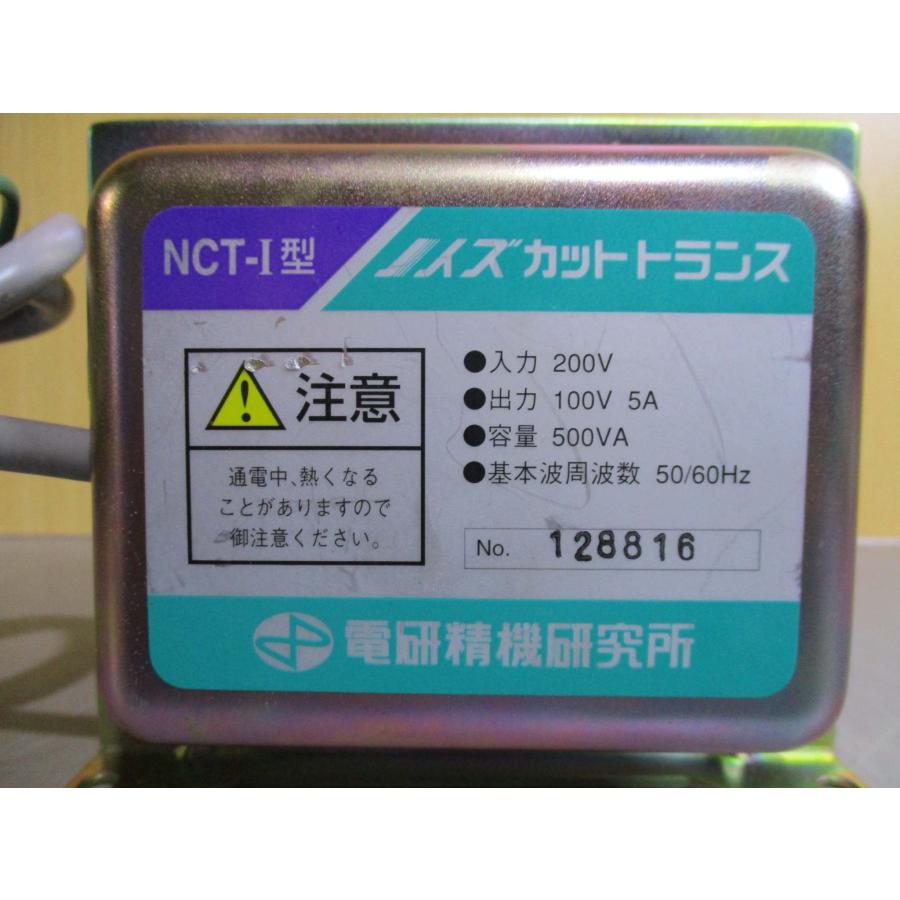 NCT-I型 ノイズカットトランス
注意
通電中、熱くなる
ことがありますので
御注意ください。
●入力 200V
●出力 100V 5A
●容量 500VA
●基本波周波数 50/60Hz
No. 128816
電研精機研究所